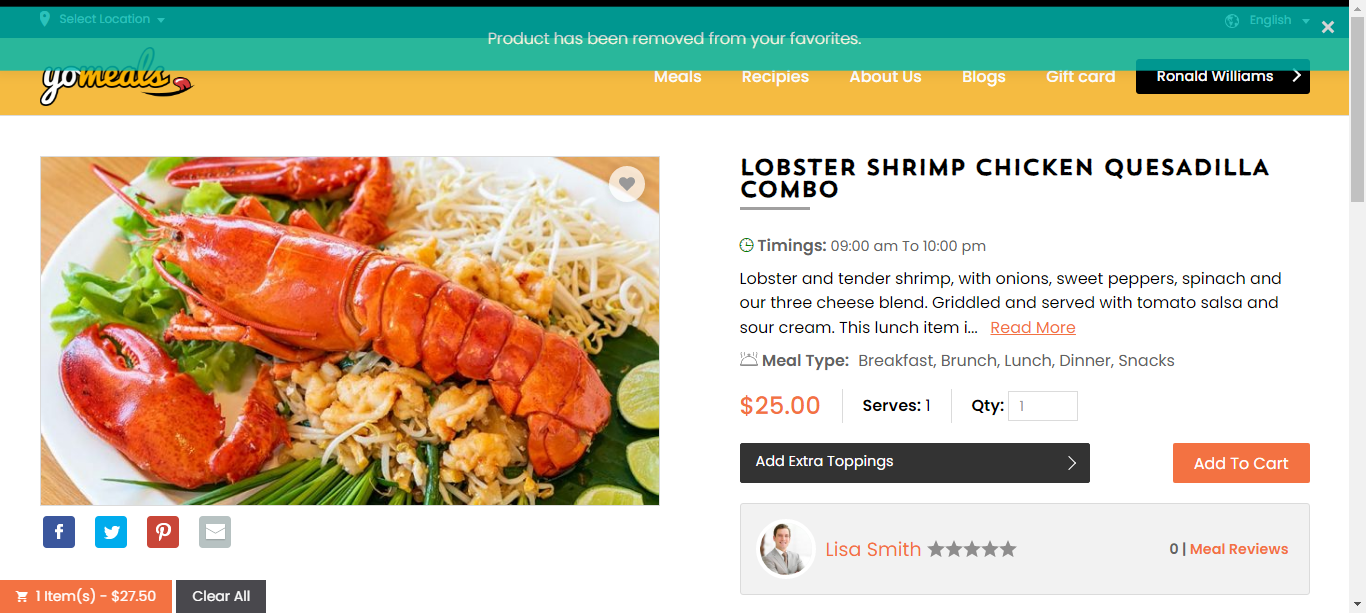 Select Location
English
Product has been removed from your favorites.
yomeals
Meals
Recipies
About Us
Blogs
Gift card
Ronald Williams
LOBSTER SHRIMP CHICKEN QUESADILLA
COMBO
Timings: 09:00 am To 10:00 pm
Lobster and tender shrimp, with onions, sweet peppers, spinach and
our three cheese blend. Griddled and served with tomato salsa and
sour cream. This lunch item i... Read More
Meal Type: Breakfast, Brunch, Lunch, Dinner, Snacks
$25.00
Serves: 1
Qty: 1
Add Extra Toppings
Add To Cart
Lisa Smith
0 | Meal Reviews
1 Item(s) - $27.50
Clear All